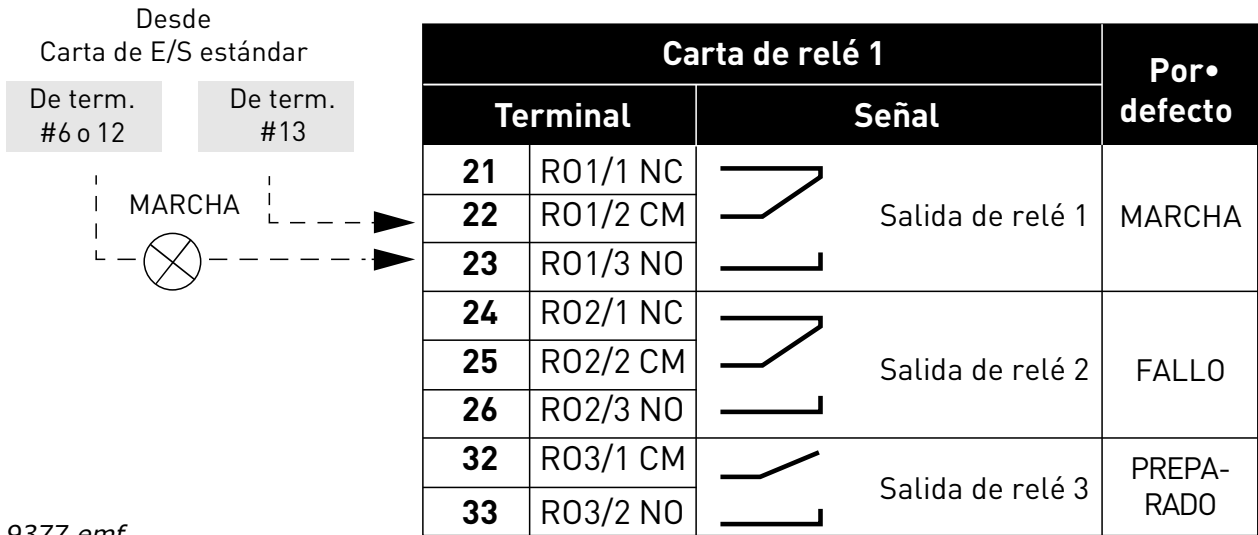 Desde
Carta de E/S estándar
De term.
#6 o 12
De term.
#13
MARCHA
Carta de relé 1
Por•
defecto
Terminal
Señal
21 RO1/1 NC
22 RO1/2 CM
Salida de relé 1
MARCHA
23 RO1/3 NO
24 RO2/1 NC
25 RO2/2 CM
Salida de relé 2
FALLO
26 RO2/3 NO
32 RO3/1 CM
Salida de relé 3
PREPA-
RADO
33 RO3/2 NO
9377.emf